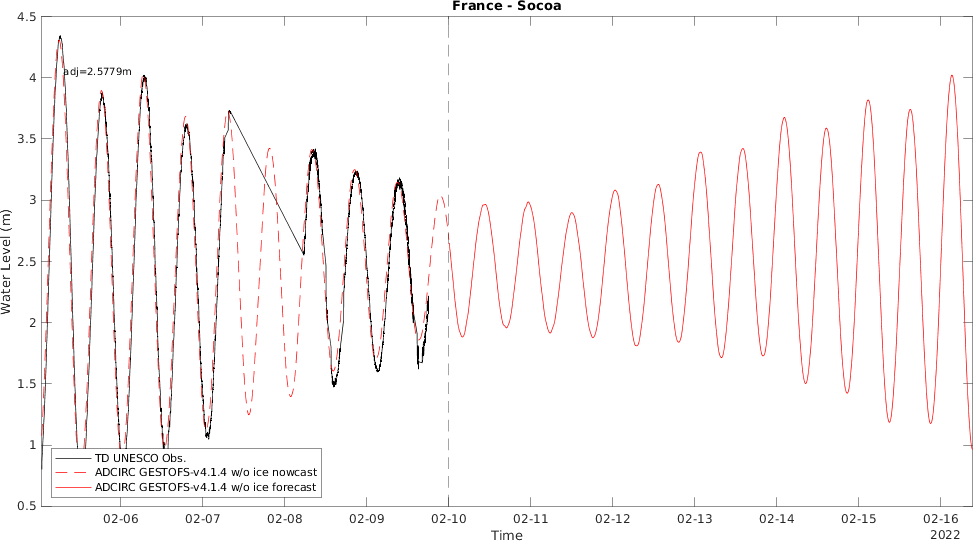 France - Socoa
4.5
4
3.5
3
2.5
2
1.5
1
0.5
Water Level (m)
adj=2.5779m
TD UNESCO Obs.
ADCIRC GESTOFS-v4.1.4 w/o ice nowcast
ADCIRC GESTOFS-v4.1.4 w/o ice forecast
02-06 02-07 02-08 02-09 02-10 02-11 02-12 02-13 02-14 02-15 02-16
2022
Time